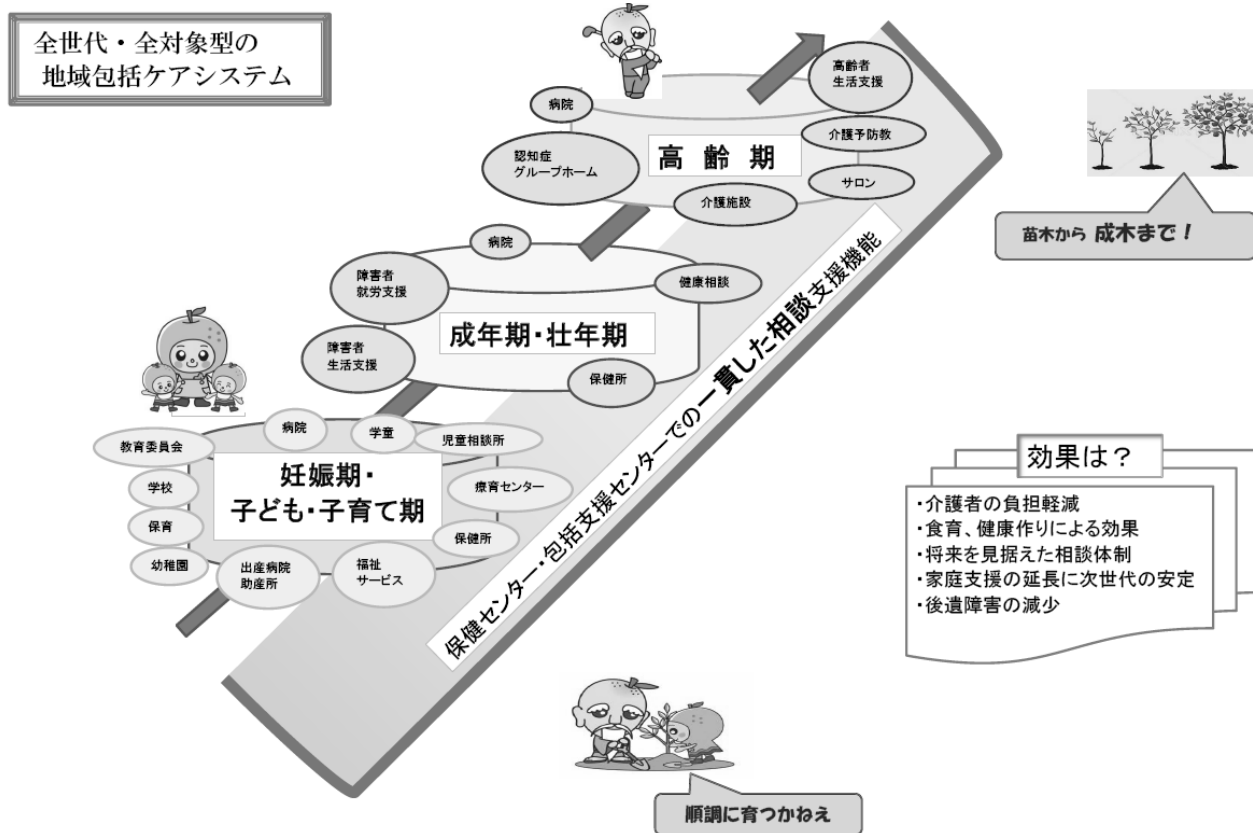 全世代・全対象型の
地域包括ケアシステム
高齢者
生活支援
病院
介護予防教
高 齢 期
認知症
グループホーム
サロン
介護施設
苗木から 成木まで！
病院
障害者
就労支援
健康相談
成年期・壮年期
障害者
生活支援
保健所
保健センター・包括支援センターでの一貫した相談支援機能
病院
学童
児童相談所
教育委員会
妊娠期・
子ども・子育て期
学校
療育センター
保育
保健所
幼稚園
出産病院
助産所
福祉
サービス
効果は？
・介護者の負担軽減
・食育、健康作りによる効果
・将来を見据えた相談体制
・家庭支援の延長に次世代の安定
・後遺障害の減少
順調に育つかねえ